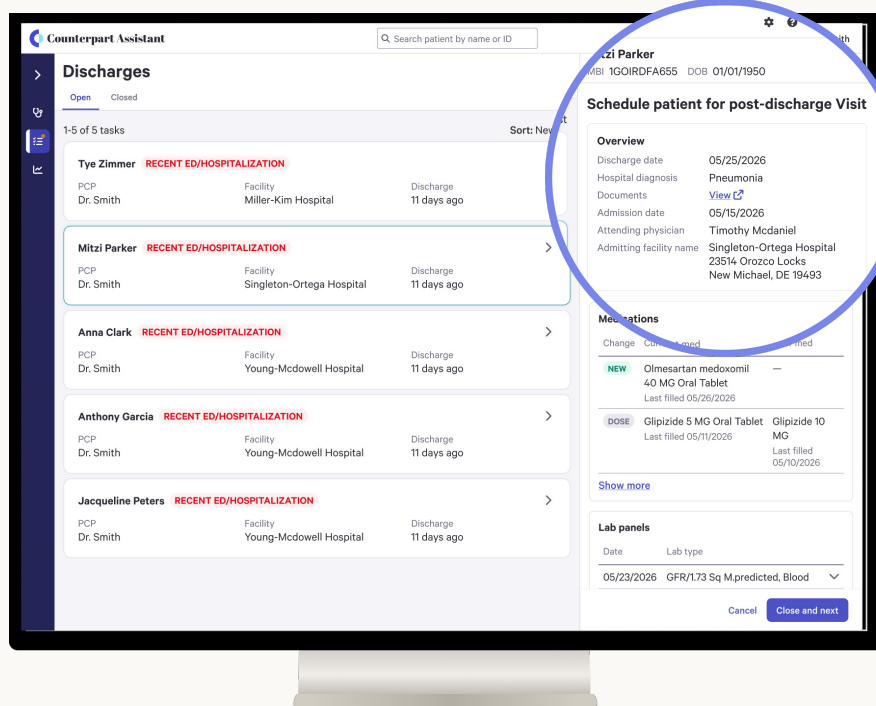 Counterpart Assistant
Search patient by name or ID
Discharges
Open Closed
1-5 of 5 tasks
Sort:
Tye Zimmer RECENT ED/HOSPITALIZATION
PCP Facility Discharge
Dr. Smith Miller-Kim Hospital 11 days ago
Mitzi Parker RECENT ED/HOSPITALIZATION
PCP Facility Discharge
Dr. Smith Singleton-Ortega Hospital 11 days ago
Anna Clark RECENT ED/HOSPITALIZATION
PCP Facility Discharge
Dr. Smith Young-Mcdowell Hospital 11 days ago
Anthony Garcia RECENT ED/HOSPITALIZATION
PCP Facility Discharge
Dr. Smith Young-Mcdowell Hospital 11 days ago
Jacqueline Peters RECENT ED/HOSPITALIZATION
PCP Facility Discharge
Dr. Smith Young-Mcdowell Hospital 11 days ago
Parker
MBI 1GOIRDFA655 DOB 01/01/1950
Schedule patient for post-discharge Visit
Overview
Discharge date 05/25/2026
Hospital diagnosis Pneumonia
Documents View
Admission date 05/15/2026
Attending physician Timothy Mcdaniel
Admitting facility name Singleton-Ortega Hospital
23514 Orozco Locks
New Michael, DE 19493
Medications
Change med med
NEW Olmesartan medoxomil —
40 MG Oral Tablet
Last filled 05/26/2026
DOSE Glipizide 5 MG Oral Tablet Glipizide 10
MG
Last filled 05/11/2026 Last filled
05/10/2026
Show more
Lab panels
Date Lab type
05/23/2026 GFR/1.73 Sq M.predicted, Blood
Cancel Close and next